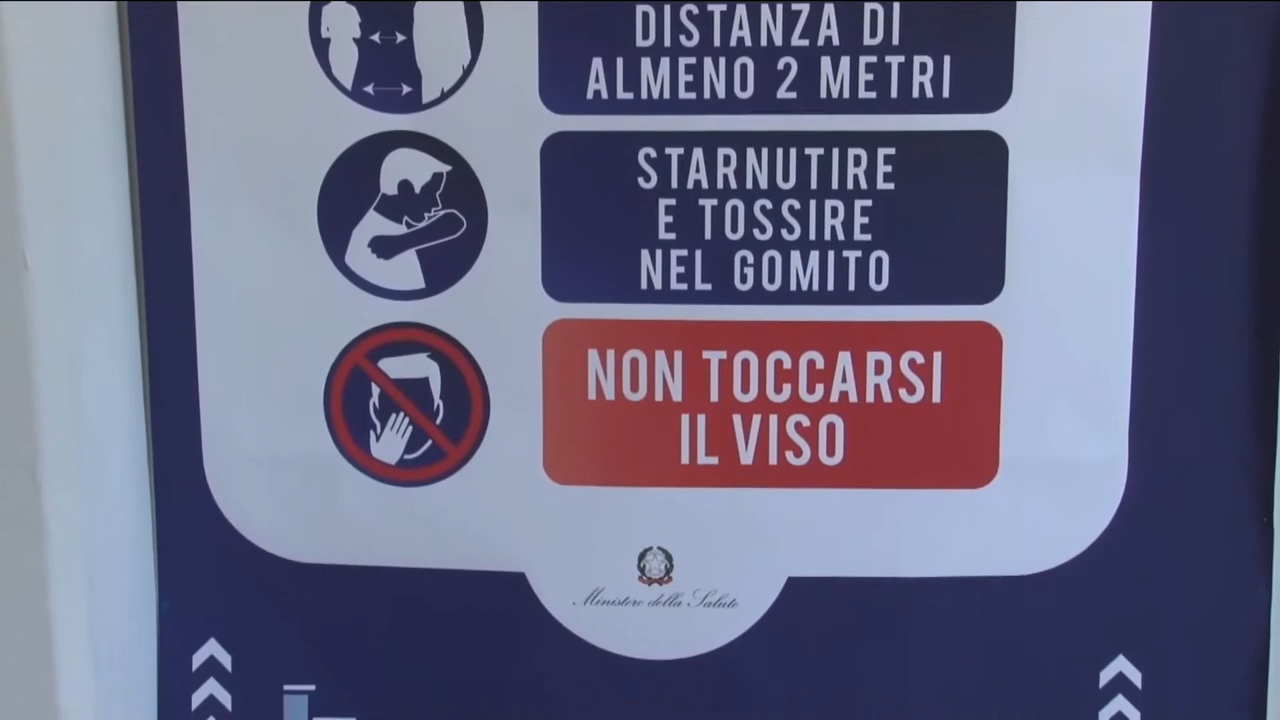 DISTANZA DI
ALMENO 2 METRI
STARNUTIRE
E TOSSIRE
NEL GOMITO
NON TOCCARSI
IL VISO
Ministero della Salute